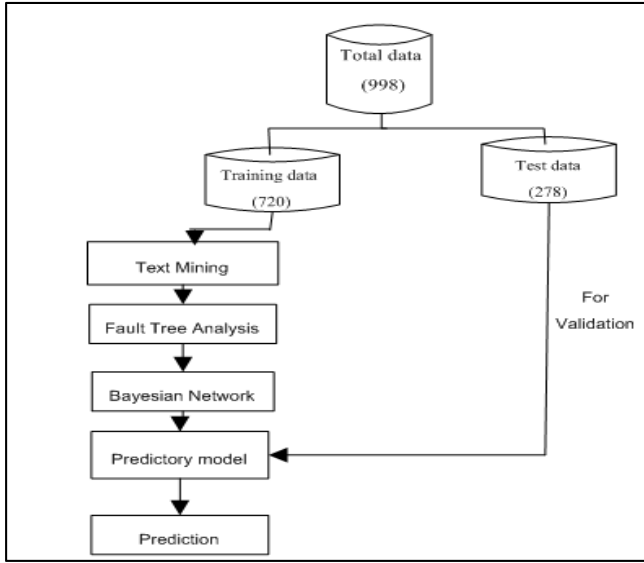 Total data
(998)
Training data
(720)
Test data
(278)
Text Mining
Fault Tree Analysis
For
Validation
Bayesian Network
Predictory model
Prediction